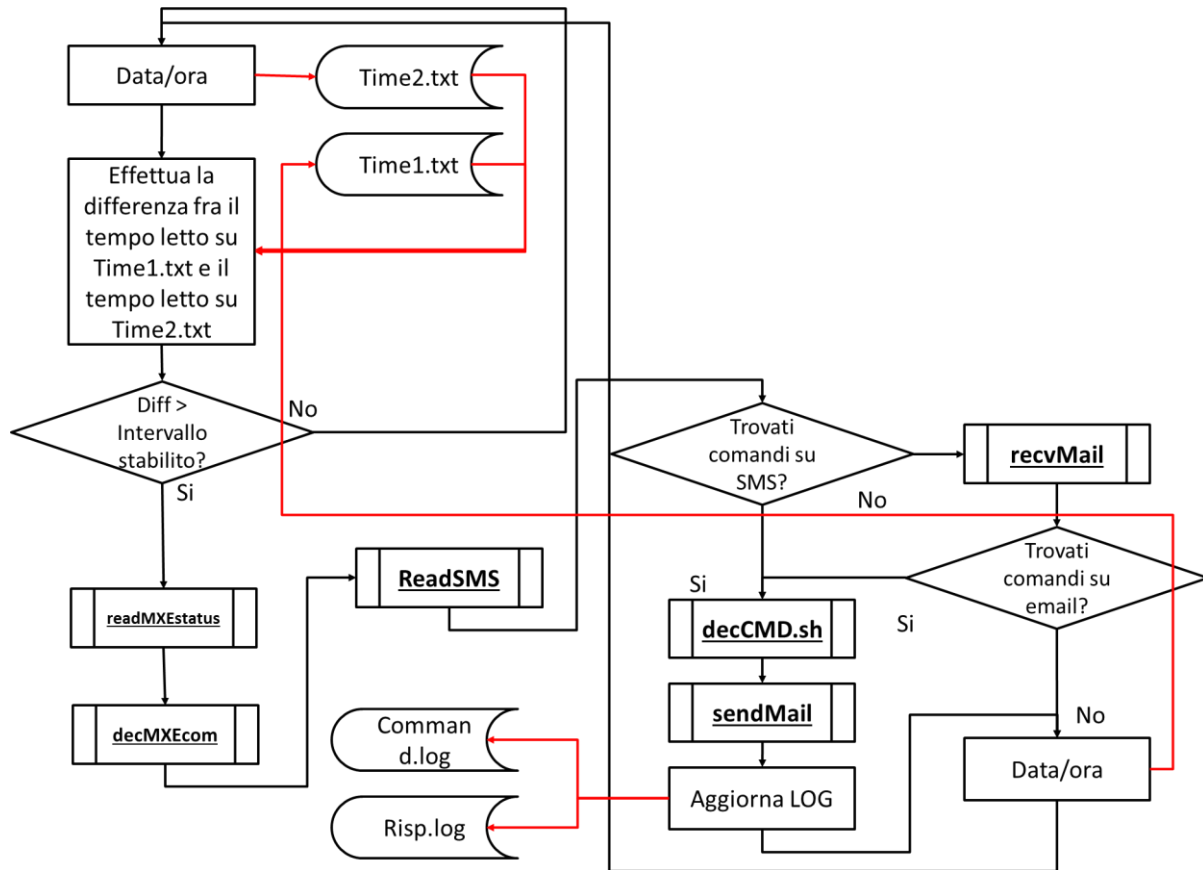 Data/ora
Time2.txt
Time1.txt
Effettua la
differenza fra il
tempo letto su
Time1.txt e il
tempo letto su
Time2.txt
Diff >
Intervallo
stabilito?
No
Si
readMXEstatus
decMXEcom
ReadSMS
Trovati
comandi su
SMS?
No
Si
recvMail
Trovati
comandi su
email?
Si
No
decCMD.sh
sendMail
Aggiorna LOG
Comman
d.log
Risp.log
Data/ora